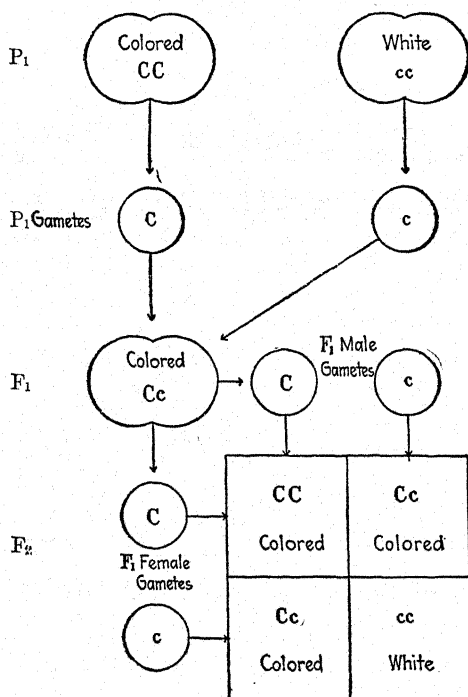 P₁
Colored
CC
White
cc
P₁ Gametes
C
c
F₁
Colored
Cc
F₁ Male
Gametes
C
c
F₂
C
F₁ Female
Gametes
c
CC
Colored
Cc
Colored
Cc
Colored
cc
White